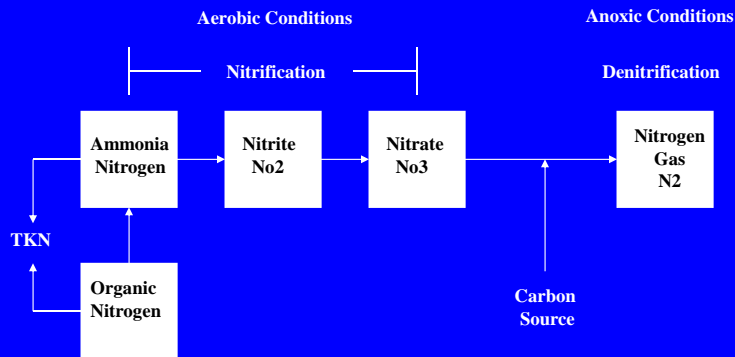 Aerobic Conditions
Anoxic Conditions
Nitrification
Denitrification
Ammonia
Nitrogen
Nitrite
No2
Nitrate
No3
Nitrogen
Gas
N2
TKN
Organic
Nitrogen
Carbon
Source